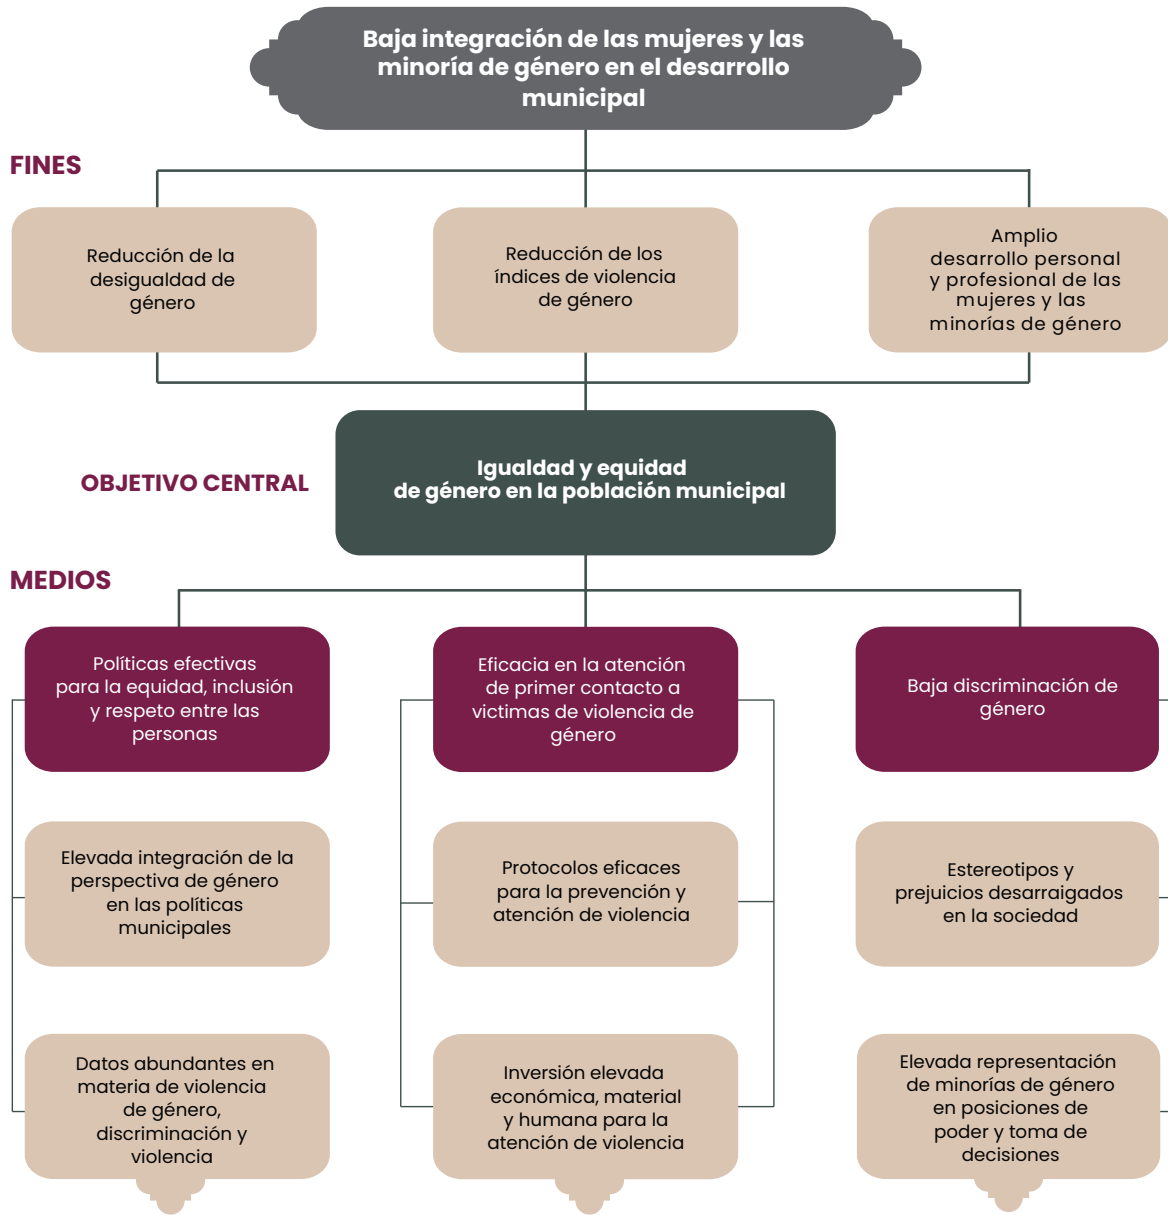 Baja integración de las mujeres y las
minoría de género en el desarrollo
municipal
FINES
Reducción de la
desigualdad de
género
Reducción de los
índices de violencia
de género
Amplio
desarrollo personal
y profesional de las
mujeres y las
minorías de género
OBJETIVO CENTRAL
Igualdad y equidad
de género en la población municipal
MEDIOS
Políticas efectivas
para la equidad, inclusión
y respeto entre las
personas
Eficacia en la atención
de primer contacto a
victimas de violencia de
género
Baja discriminación de
género
Elevada integración de la
perspectiva de género
en las políticas
municipales
Protocolos eficaces
para la prevención y
atención de violencia
Estereotipos y
prejuicios desarraigados
en la sociedad
Datos abundantes en
materia de violencia
de género,
discriminación y
violencia
Inversión elevada
económica, material
y humana para la
atención de violencia
Elevada representación
de minorías de género
en posiciones de
poder y toma de
decisiones